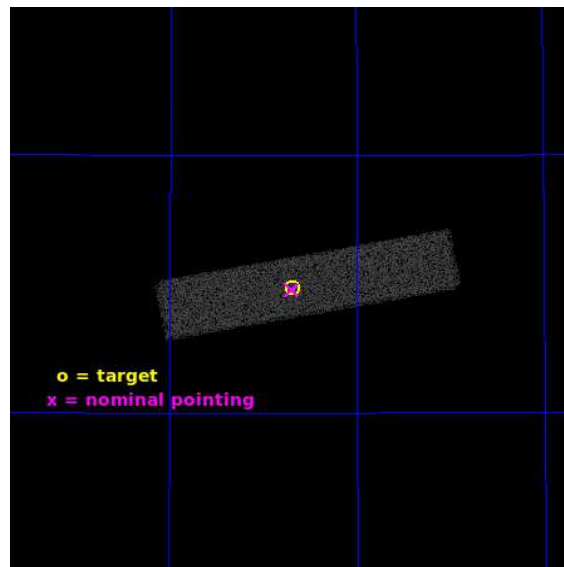 o = target
x = nominal pointing